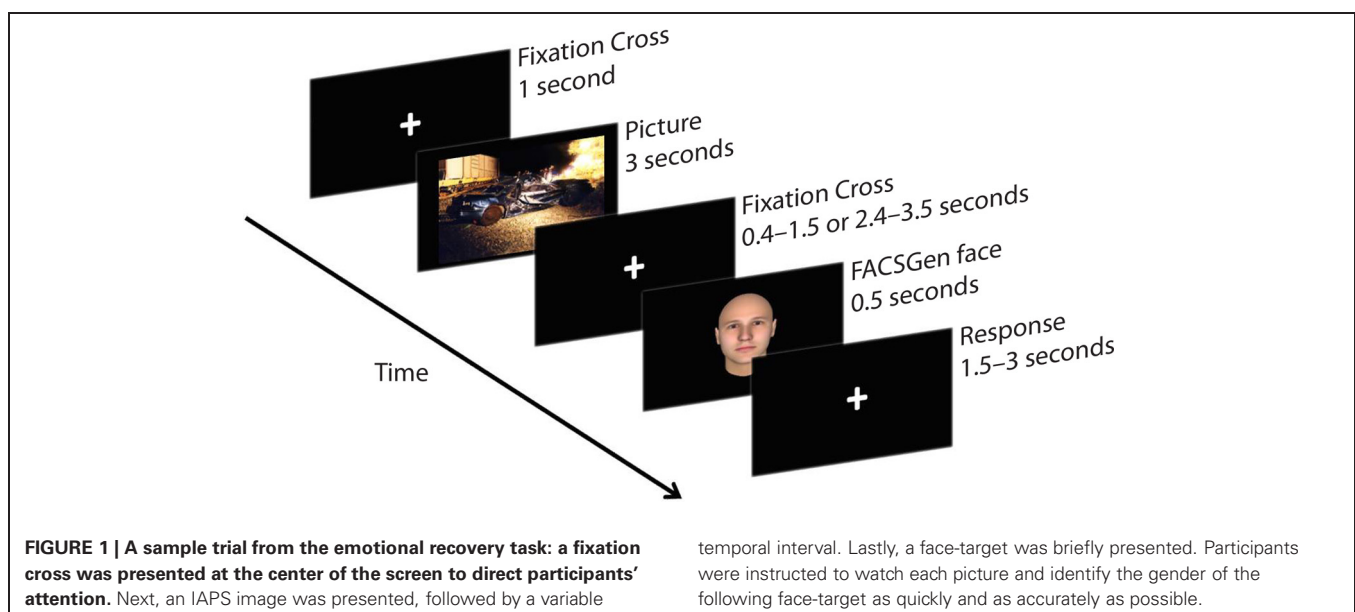 Fixation Cross
1 second
Picture
3 seconds
Fixation Cross
0.4–1.5 or 2.4–3.5 seconds
FACSGen face
0.5 seconds
Response
1.5–3 seconds
Time
FIGURE 1 | A sample trial from the emotional recovery task: a fixation
cross was presented at the center of the screen to direct participants'
attention. Next, an IAPS image was presented, followed by a variable
temporal interval. Lastly, a face-target was briefly presented. Participants
were instructed to watch each picture and identify the gender of the
following face-target as quickly and as accurately as possible.